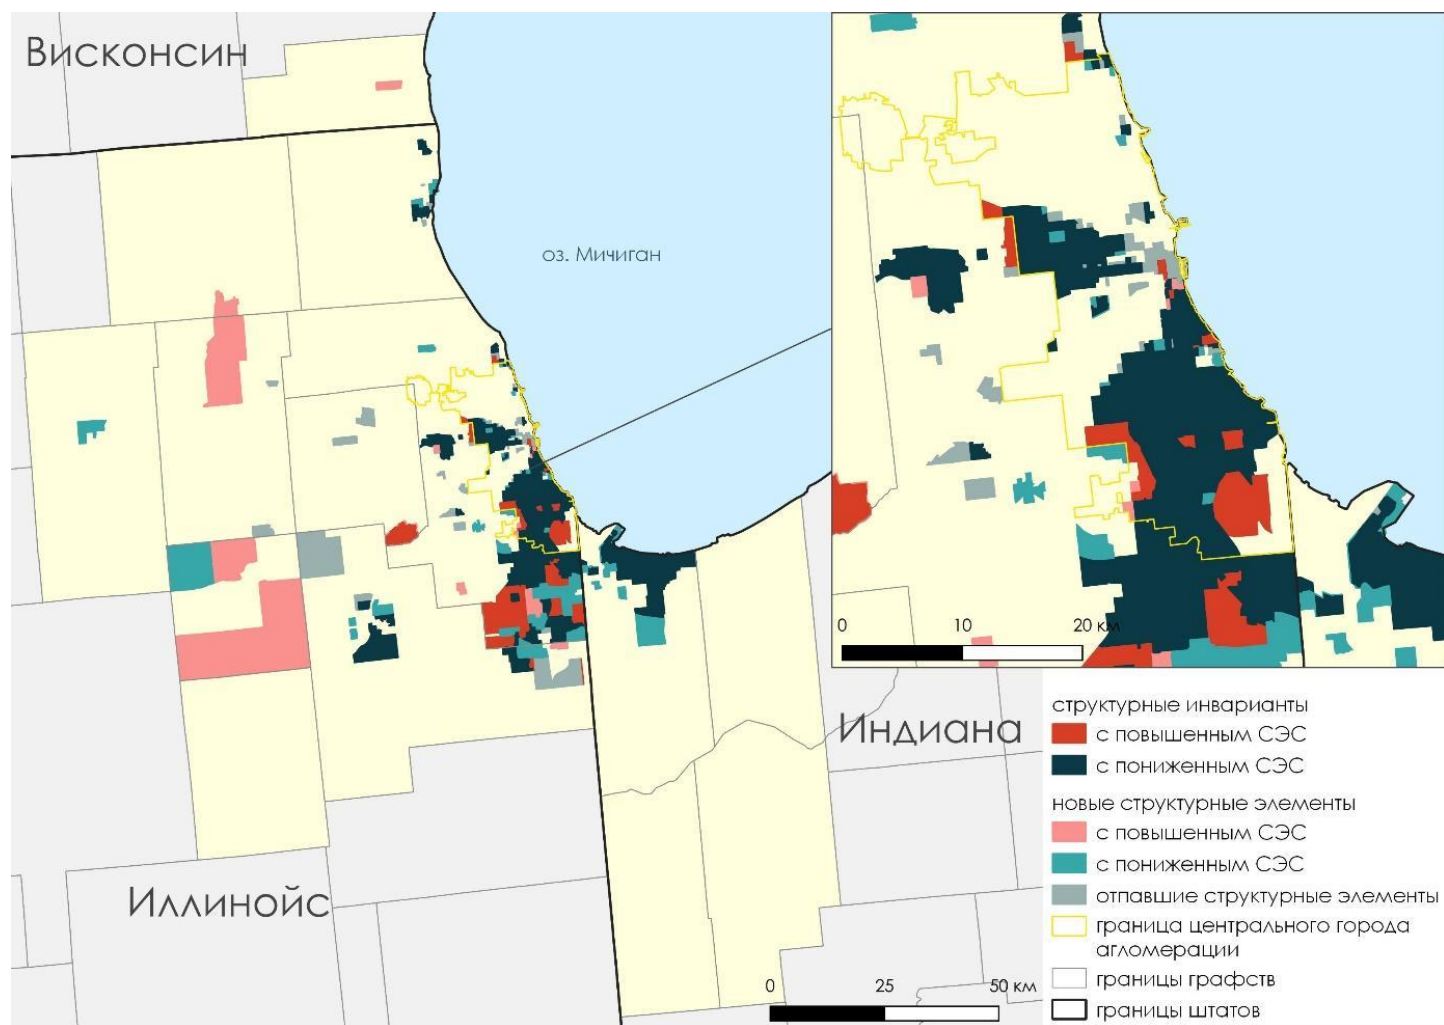 Висконсин
оз. Мичиган
0 10 20 км
Индиана
Иллинойс
0 25 50 км
структурные инварианты
с повышенным СЭС
с пониженным СЭС
новые структурные элементы
с повышенным СЭС
с пониженным СЭС
отпавшие структурные элементы
граница центрального города
агломерации
границы графств
границы штатов